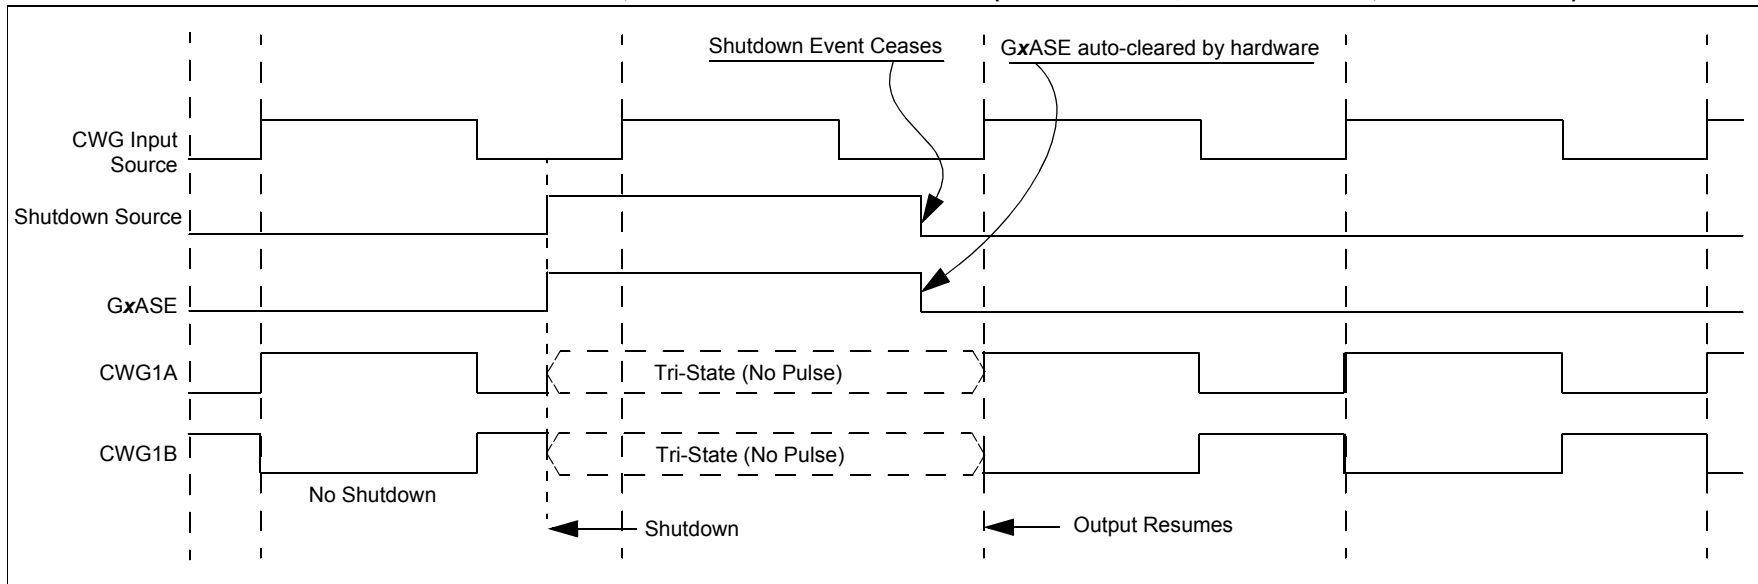 Shutdown Event Ceases
GxASE auto-cleared by hardware
CWG Input
Source
Shutdown Source
GxASE
CWG1A
Tri-State (No Pulse)
CWG1B
Tri-State (No Pulse)
No Shutdown
Shutdown
Output Resumes